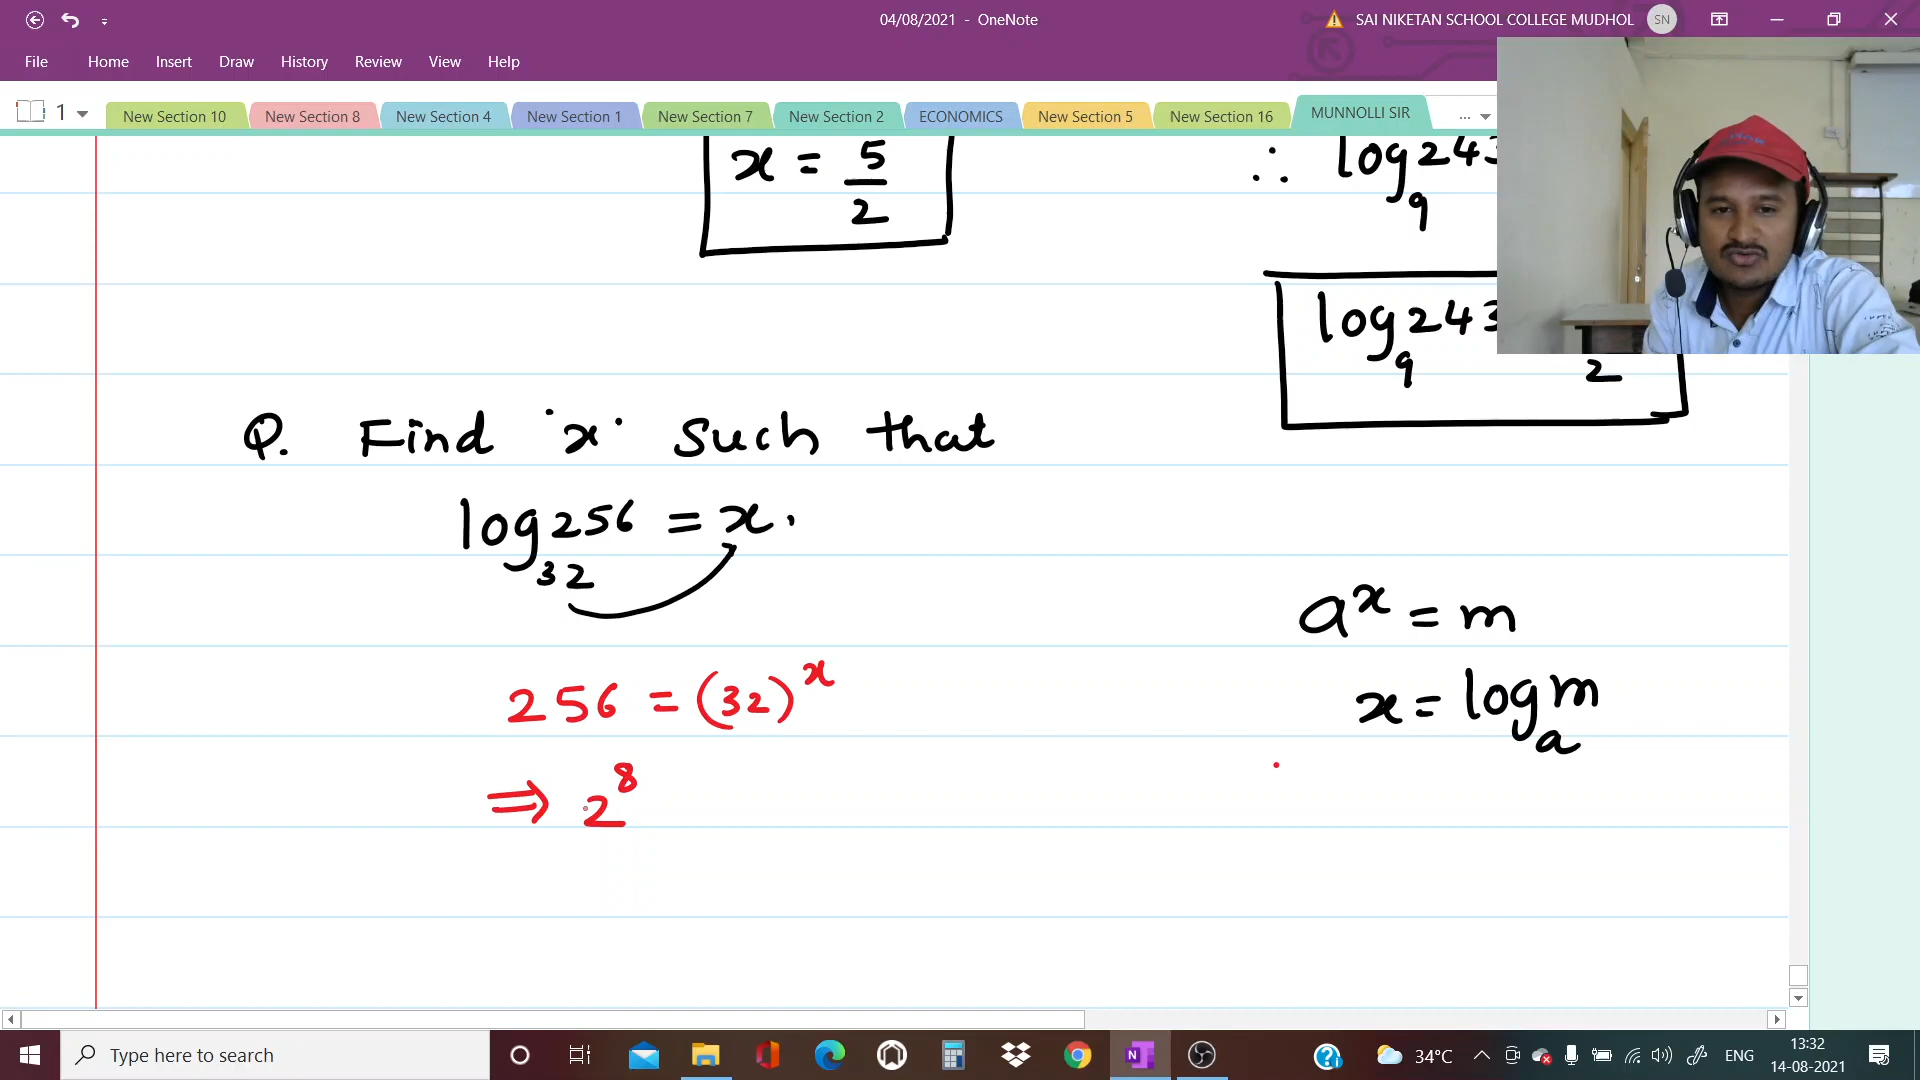 04/08/2021 - OneNote
SAI NIKETAN SCHOOL COLLEGE MUDHOL SN
File Home Insert Draw History Review View Help
1 New Section 10 New Section 8 New Section 4 New Section 1 New Section 7 New Section 2 ECONOMICS New Section 5 New Section 16 MUNNOLLI SIR ...
x = 5/2
∴ log₉ 243
log₉ 243
2
Q. Find 'x' such that
log₃₂ 256 = x.
aˣ = m
256 = (32)ˣ
x = logₐ m
⇒ 2⁸
Type here to search
34°C ENG 13:32
14-08-2021